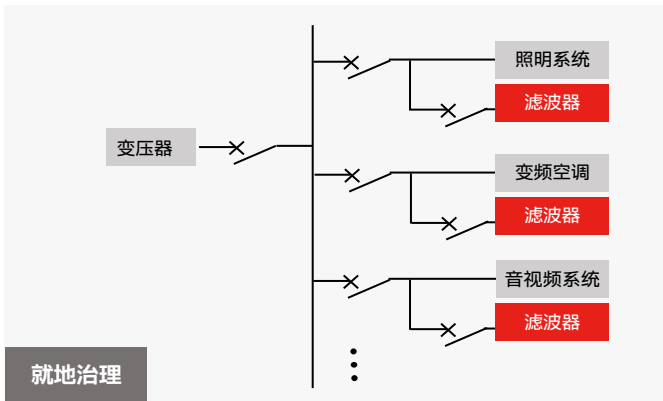 照明系统
滤波器
变压器
变频空调
滤波器
音视频系统
滤波器
就地治理